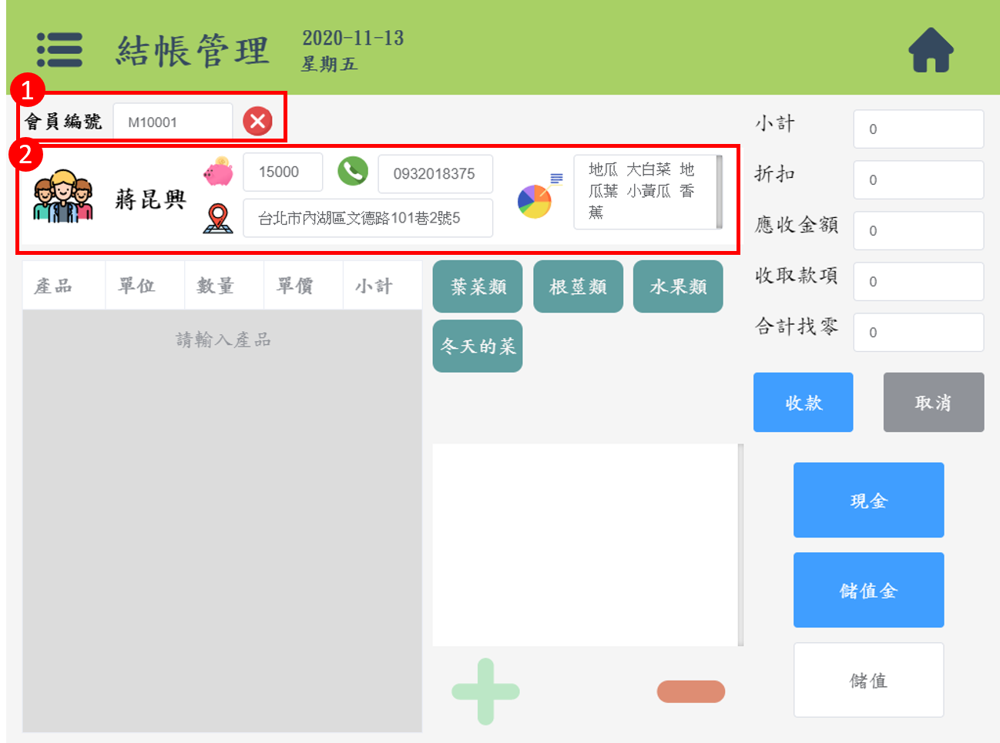 結帳管理
2020-11-13
星期五
1
會員編號
M10001
2
蔣昆興
15000
0932018375
台北市內湖區文德路101巷2號5
地瓜 大白菜 地
瓜葉 小黃瓜 香
蕉
產品 單位 數量 單價 小計
請輸入產品
葉菜類 根莖類 水果類
冬天的菜
小計 0
折扣 0
應收金額 0
收取款項 0
合計找零 0
收款 取消
現金
儲值金
儲值